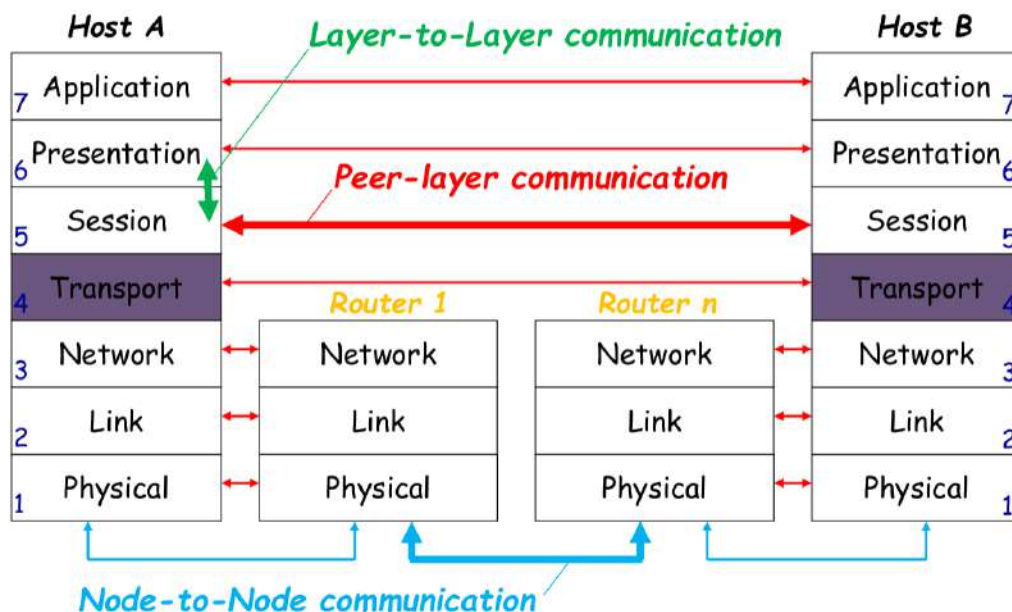 Host A
Layer-to-Layer communication
Host B
7 Application
Application 7
6 Presentation
Presentation 6
Peer-layer communication
5 Session
Session 5
4 Transport
Transport 4
Router 1
Router n
3 Network
Network
Network
Network 3
2 Link
Link
Link
Link 2
1 Physical
Physical
Physical
Physical 1
Node-to-Node communication